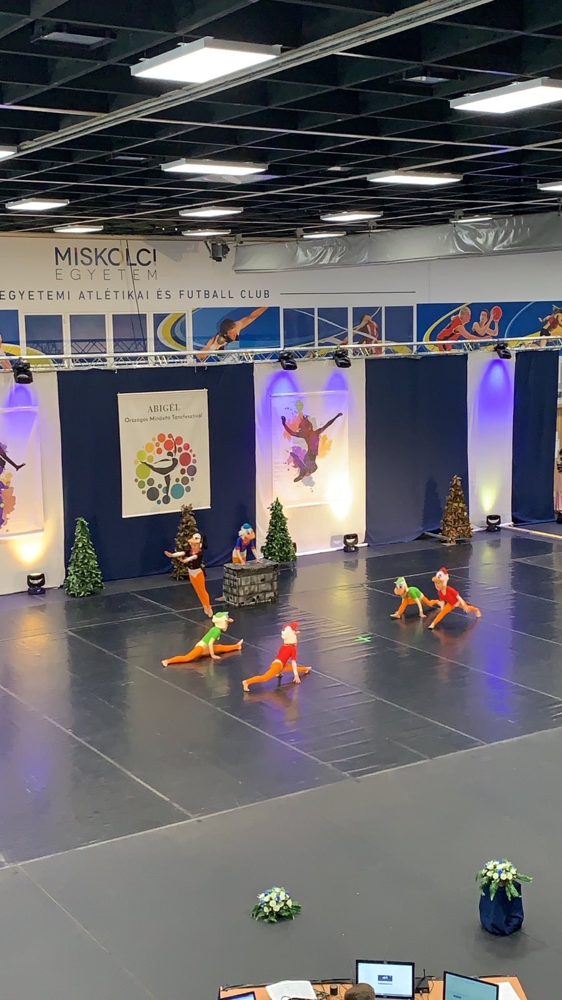 MISKOLCI
EGYETEM
EGYETEMI ATLÉTIKAI ÉS FUTBALL CLUB
ABIGÉL
Országos Minősítő Táncfesztivál